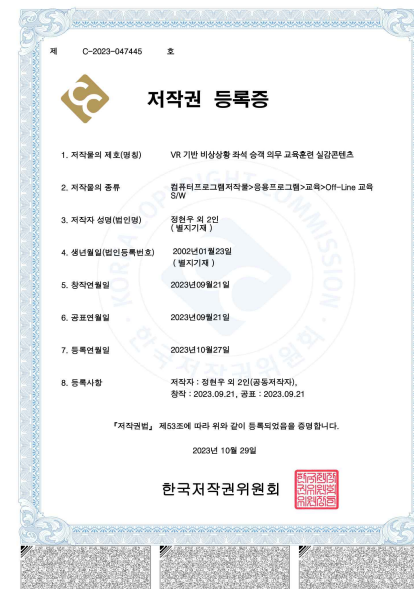 제 C-2023-047445 호
저작권 등록증
1. 저작물의 제호(명칭) VR 기반 비상상황 좌석 승객 의무 교육훈련 실감콘텐츠
2. 저작물의 종류 컴퓨터프로그램저작물>응용프로그램>교육>Off-Line 교육
S/W
3. 저작자 성명(법인명) 정현우 외 2인
( 별지기재 )
4. 생년월일(법인등록번호) 2002년01월23일
( 별지기재 )
5. 창작연월일 2023년09월21일
6. 공표연월일 2023년09월21일
7. 등록연월일 2023년10월27일
8. 등록사항 저작자 : 정현우 외 2인(공동저작자),
창작 : 2023.09.21, 공표 : 2023.09.21
『저작권법』 제53조에 따라 위와 같이 등록되었음을 증명합니다.
2023년 10월 29일
한국저작권위원회
KOREA COPYRIGHT COMMISSION
한국저작권위원회